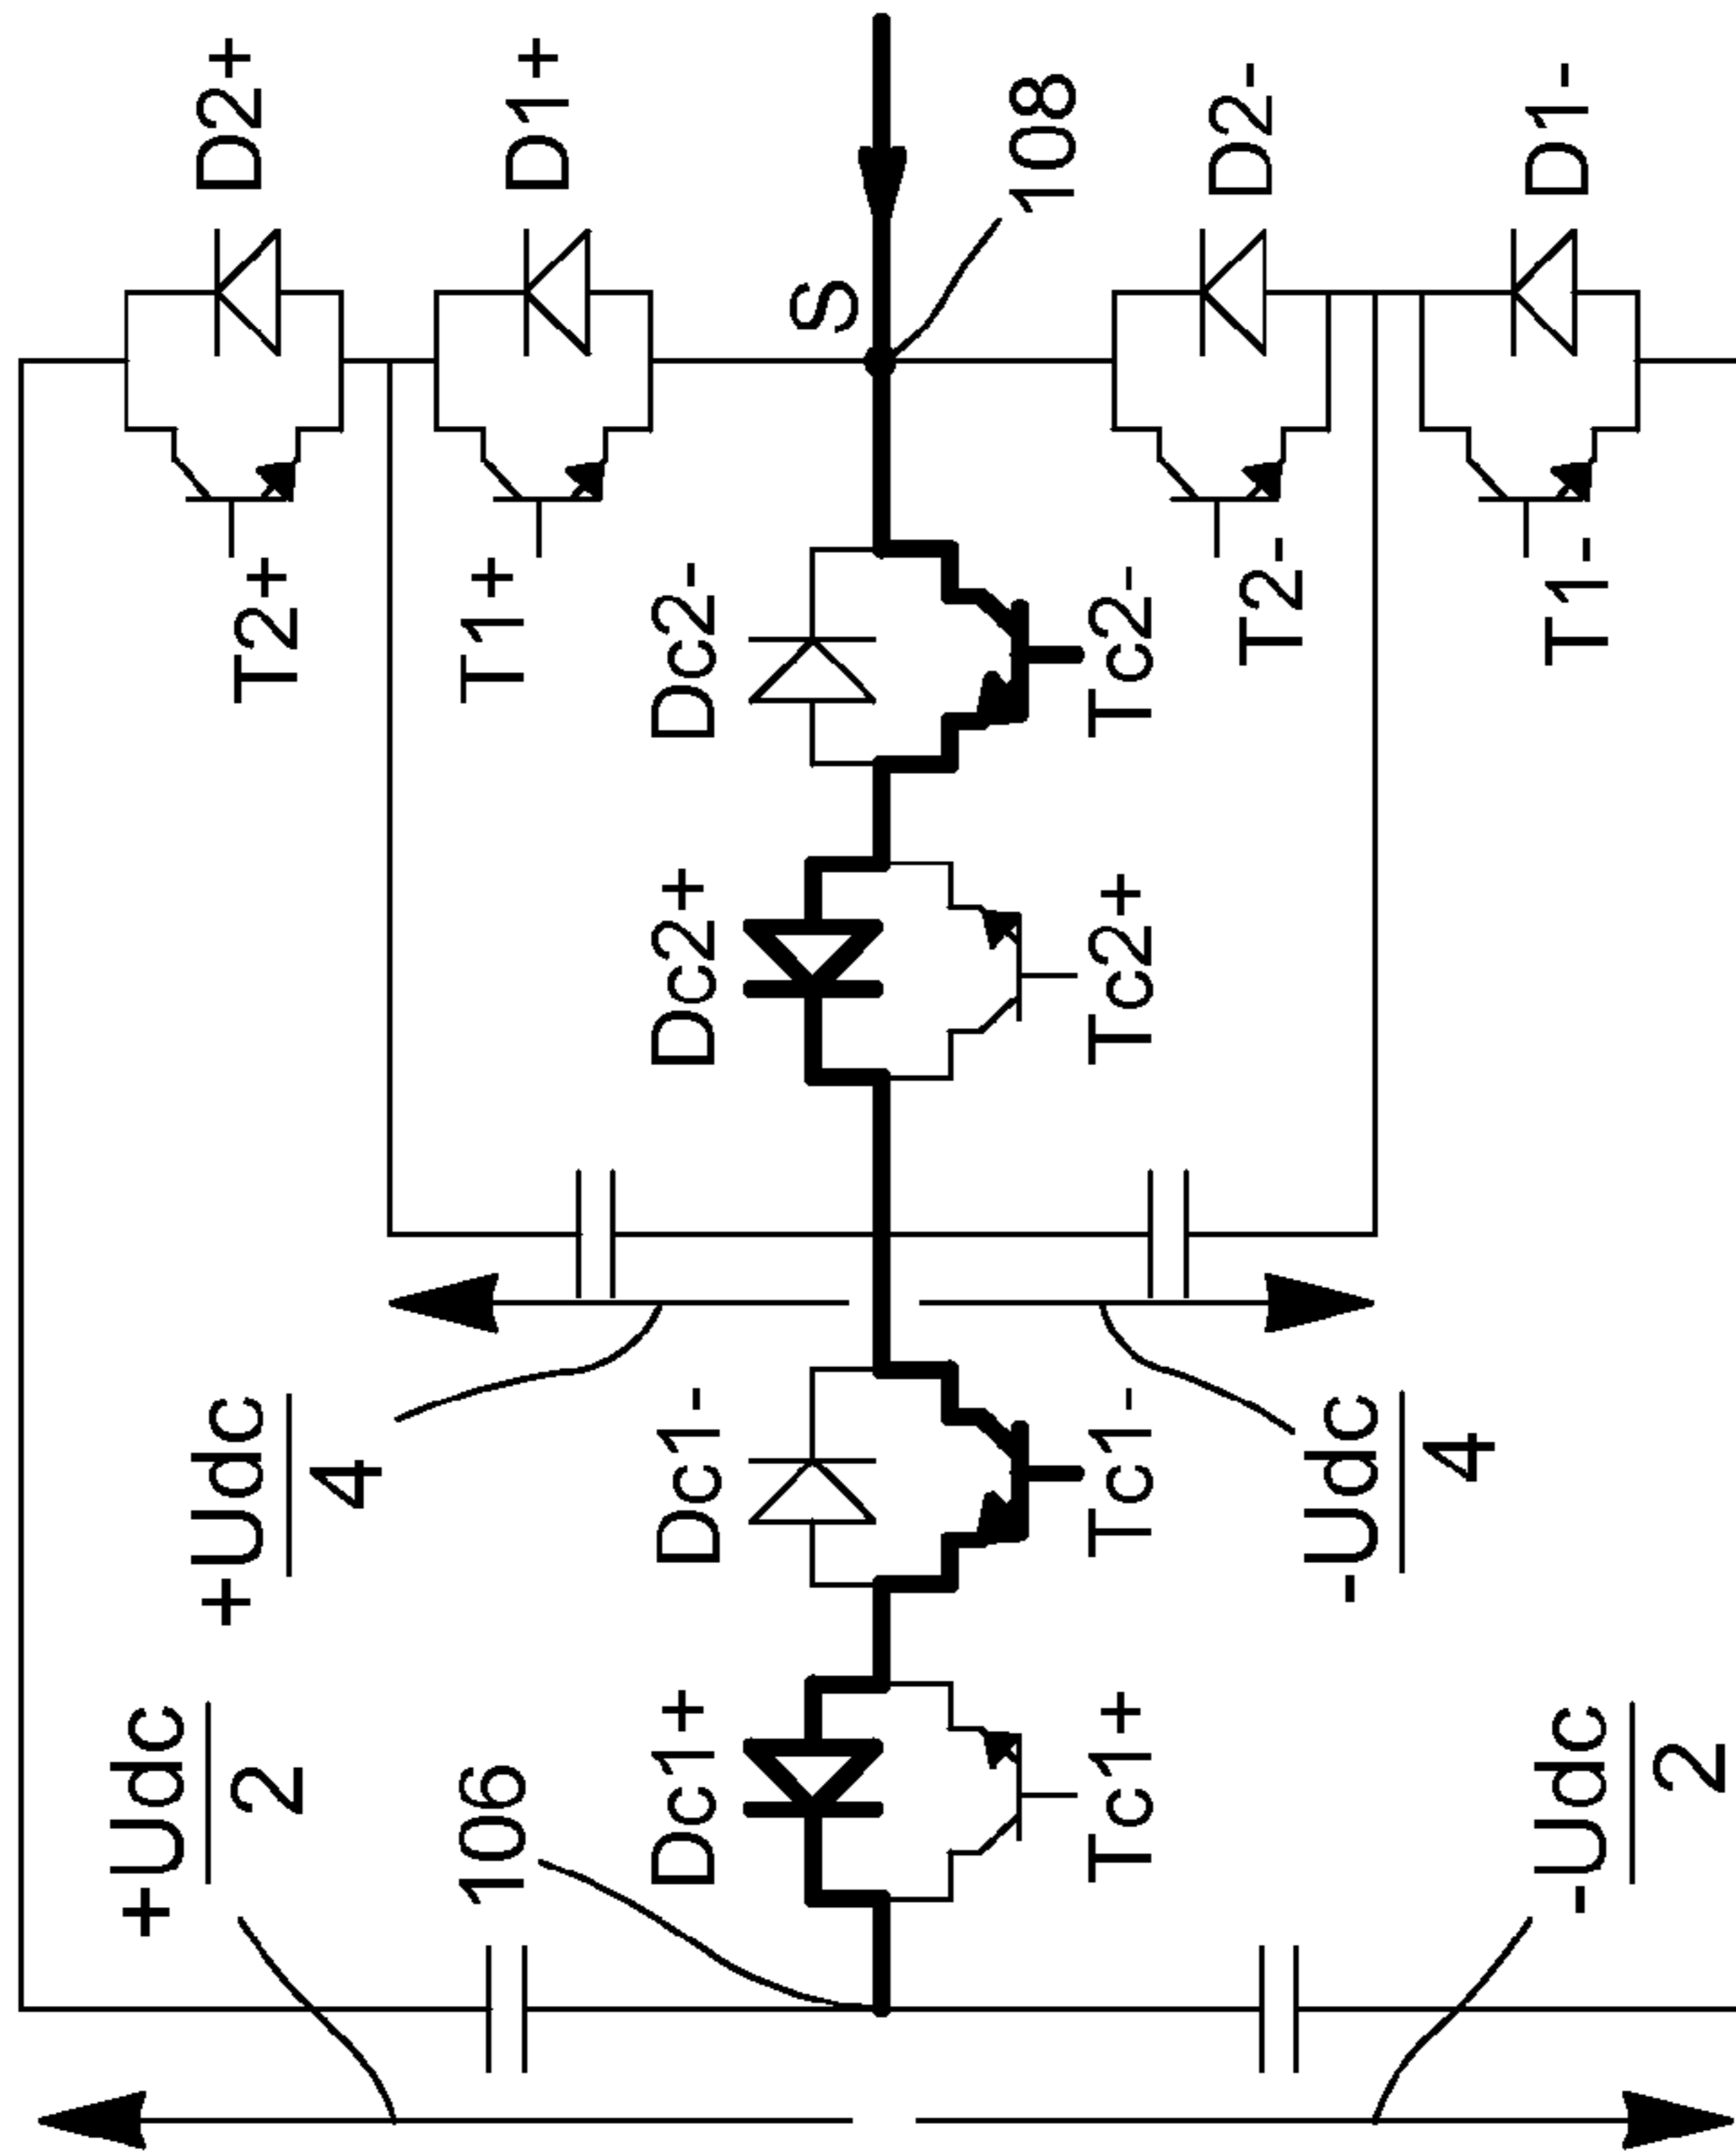 D2+
D1+
108
D2-
D1-
S
T2+
T1+
Dc2-
Tc2-
T2-
T1-
Dc2+
Tc2+
+Udc
4
Dc1-
Tc1-
-Udc
4
+Udc
2
106
Dc1+
Tc1+
-Udc
2